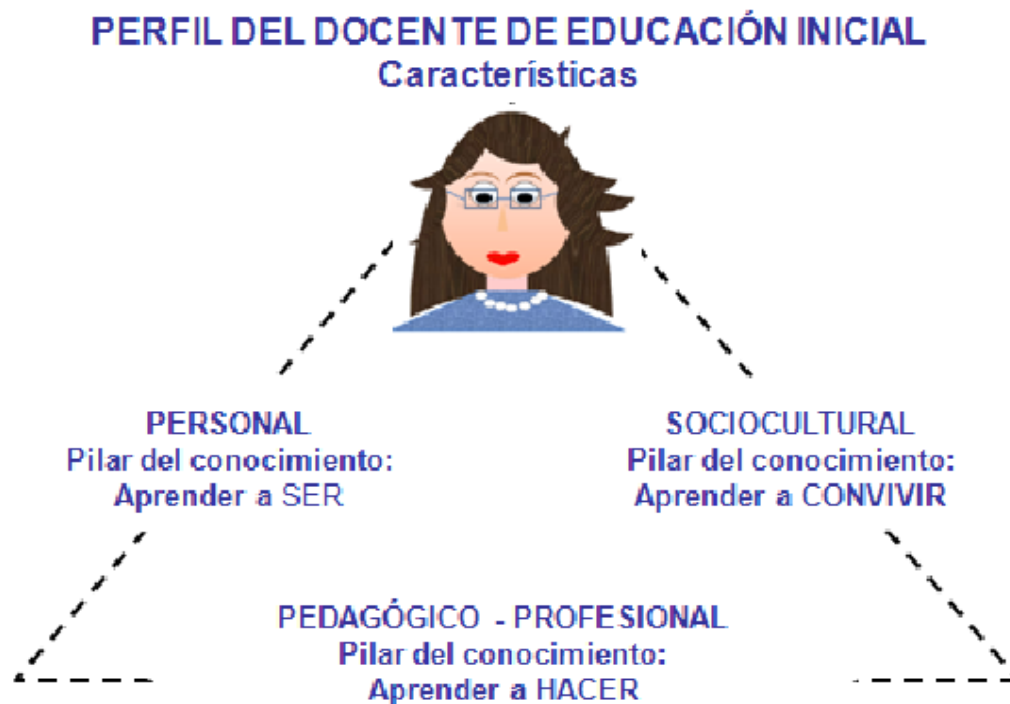 PERFIL DEL DOCENTE DE EDUCACIÓN INICIAL
Características
PERSONAL
Pilar del conocimiento:
Aprender a SER
SOCIOCULTURAL
Pilar del conocimiento:
Aprender a CONVIVIR
PEDAGÓGICO - PROFESIONAL
Pilar del conocimiento:
Aprender a HACER